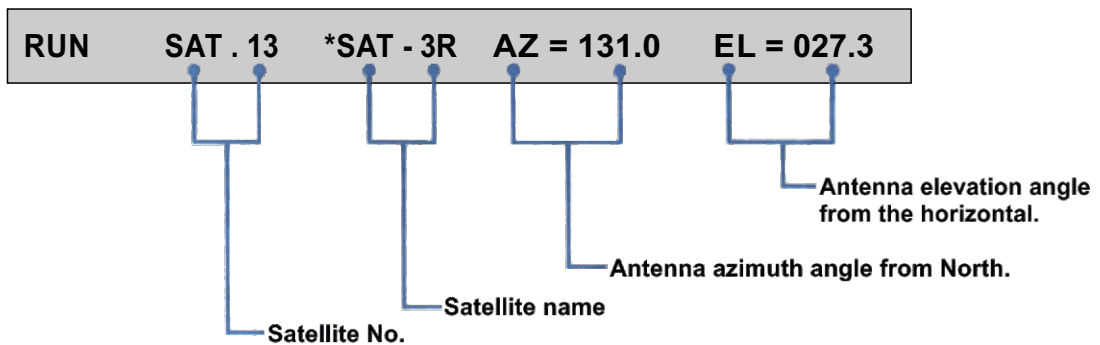 RUN SAT . 13 *SAT - 3R AZ = 131.0 EL = 027.3
Antenna elevation angle
from the horizontal.
Antenna azimuth angle from North.
Satellite name
Satellite No.